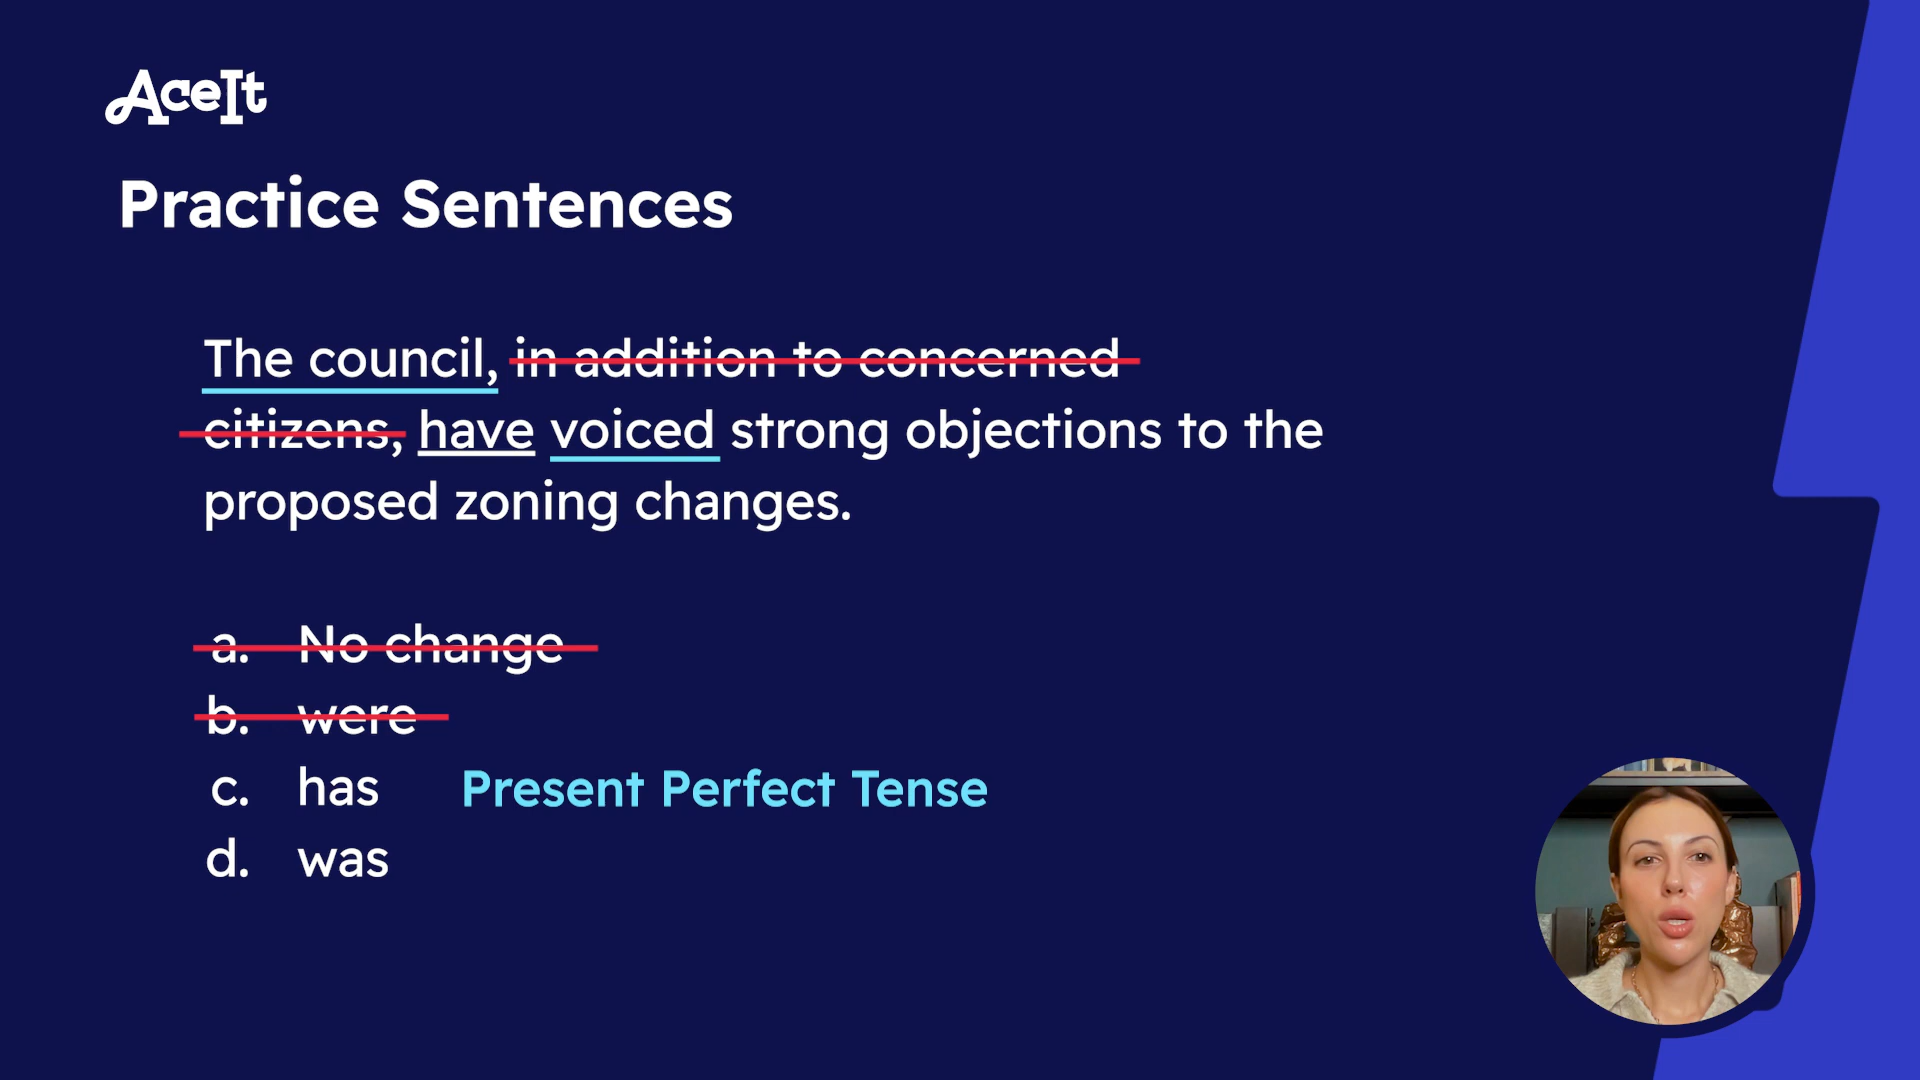 AceIt
Practice Sentences
The council, in addition to concerned
citizens, have voiced strong objections to the
proposed zoning changes.
a. No change
b. were
c. has Present Perfect Tense
d. was